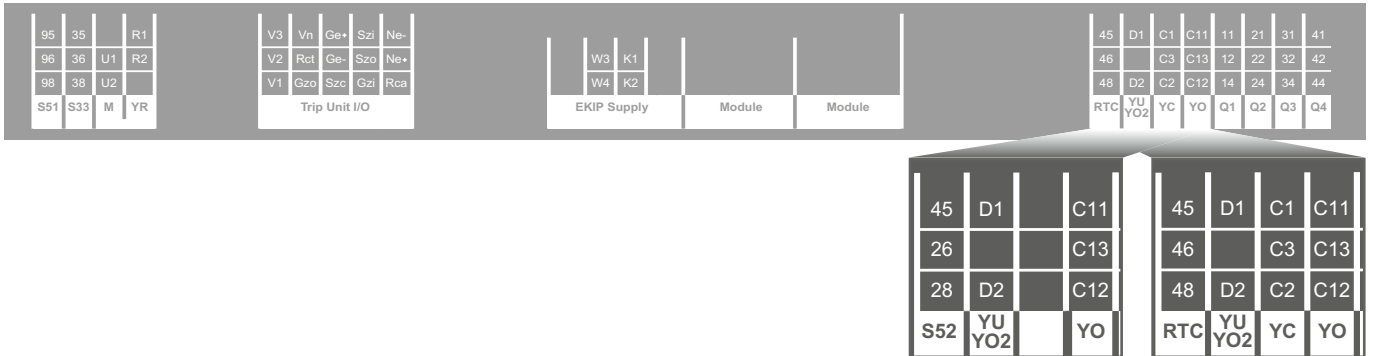 95 35 R1
96 36 U1 R2
98 38 U2
S51 S33 M YR
V3 Vn Ge+ Szi Ne-
V2 Rct Ge- Szo Ne+
V1 Gzo Szc Gzi Rca
Trip Unit I/O
W3 K1
W4 K2
EKIP Supply Module Module
45 D1 C1 C11 11 21 31 41
46 C3 C13 12 22 32 42
48 D2 C2 C12 14 24 34 44
RTC YU YO2 YC YO Q1 Q2 Q3 Q4
45 D1 C11
26 C13
28 D2 C12
S52 YU YO2 YO
45 D1 C1 C11
46 C3 C13
48 D2 C2 C12
RTC YU YO2 YC YO